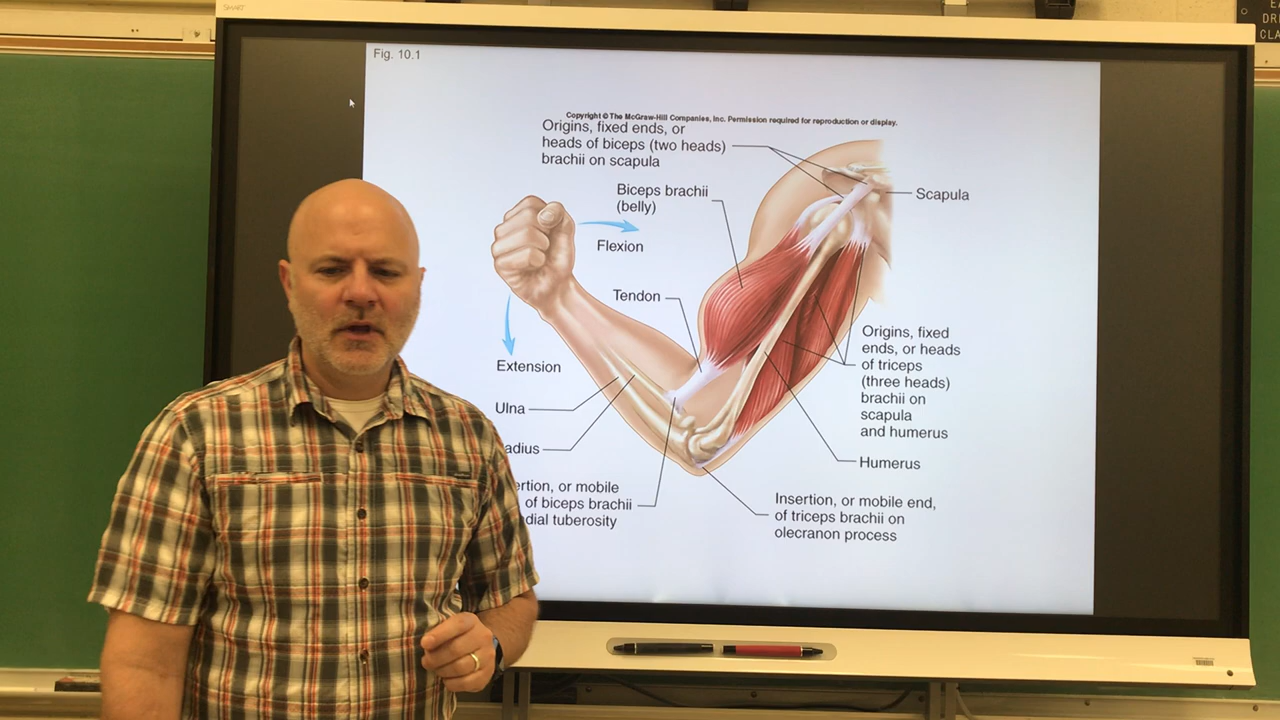 SMART
Fig. 10.1
Copyright © The McGraw-Hill Companies, Inc. Permission required for reproduction or display.
Origins, fixed ends, or
heads of biceps (two heads)
brachii on scapula
Biceps brachii
(belly)
Scapula
Flexion
Tendon
Extension
Origins, fixed
ends, or heads
of triceps
(three heads)
brachii on
scapula
and humerus
Ulna
adius
Humerus
ertion, or mobile
of biceps brachii
dial tuberosity
Insertion, or mobile end,
of triceps brachii on
olecranon process